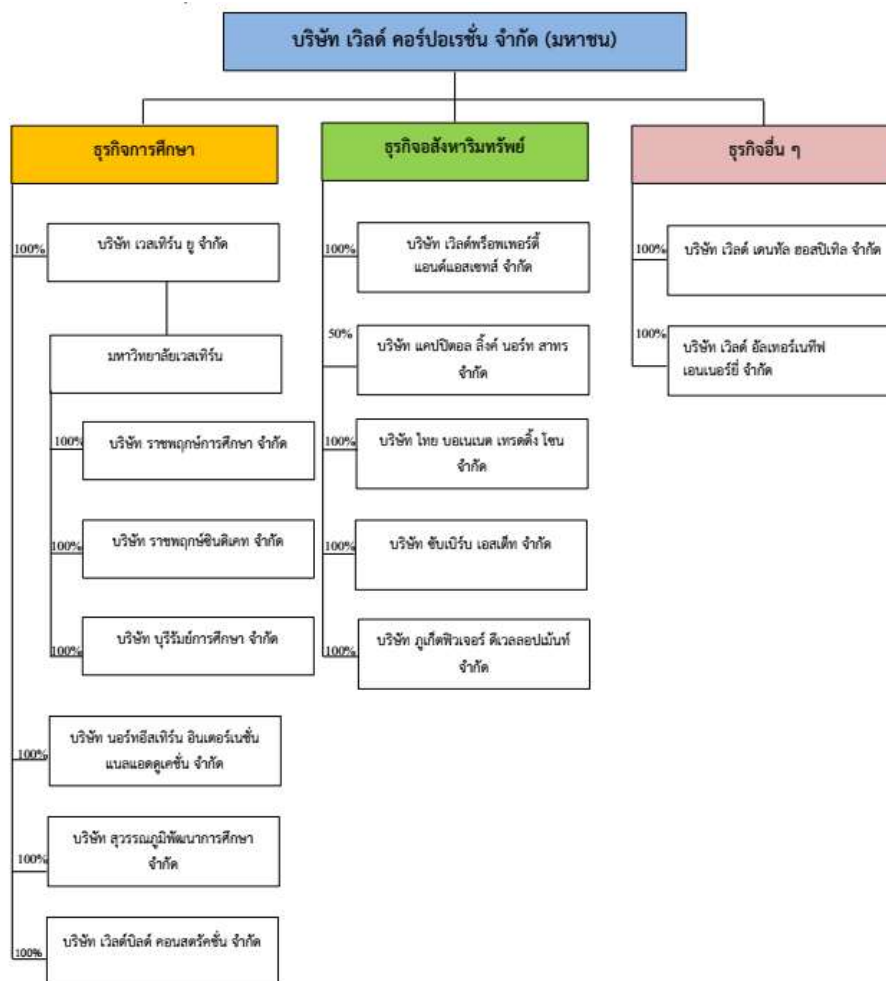 บริษัท เวิลด์ คอร์ปอเรชั่น จำกัด (มหาชน)
ธุรกิจการศึกษา
100%
บริษัท เวสเทิร์น ยู จำกัด
มหาวิทยาลัยเวสเทิร์น
100%
บริษัท ราชพฤกษ์การศึกษา จำกัด
100%
บริษัท ราชพฤกษ์ซินดิเคท จำกัด
100%
บริษัท บุรีรัมย์การศึกษา จำกัด
100%
บริษัท นอร์ทอีสเทิร์น อินเตอร์เนชั่น
แนลแอดดูเคชั่น จำกัด
100%
บริษัท สุวรรณภูมิพัฒนาการศึกษา
จำกัด
100%
บริษัท เวิลด์บิลด์ คอนสตรัคชั่น จำกัด
ธุรกิจอสังหาริมทรัพย์
100%
บริษัท เวิลด์พร็อพเพอร์ตี้
แอนด์แอสเซทส์ จำกัด
50%
บริษัท แคปปิตอล ลิ้งค์ นอร์ท สาทร
จำกัด
100%
บริษัท ไทย บอเนเนต เทรดดิ้ง โซน
จำกัด
100%
บริษัท ซับเบิร์บ เอสเต็ท จำกัด
100%
บริษัท ภูเก็ตฟิวเจอร์ ดีเวลลอปเม้นท์
จำกัด
ธุรกิจอื่น ๆ
100%
บริษัท เวิลด์ เดนทัล ฮอสปิเทิล จำกัด
100%
บริษัท เวิลด์ อัลเทอร์เนทีฟ
เอนเนอร์ยี่ จำกัด